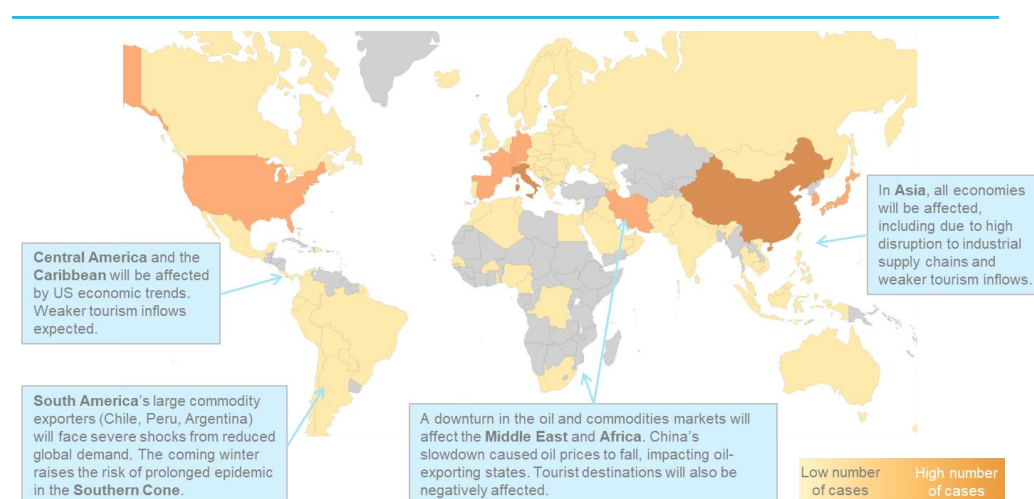 In Asia, all economies
will be affected,
including due to high
disruption to industrial
supply chains and
weaker tourism inflows.
Central America and the
Caribbean will be affected
by US economic trends.
Weaker tourism inflows
expected.
South America's large commodity
exporters (Chile, Peru, Argentina)
will face severe shocks from reduced
global demand. The coming winter
raises the risk of prolonged epidemic
in the Southern Cone.
A downturn in the oil and commodities markets will
affect the Middle East and Africa. China's
slowdown caused oil prices to fall, impacting oil-
exporting states. Tourist destinations will also be
negatively affected.
Low number
of cases
High number
of cases